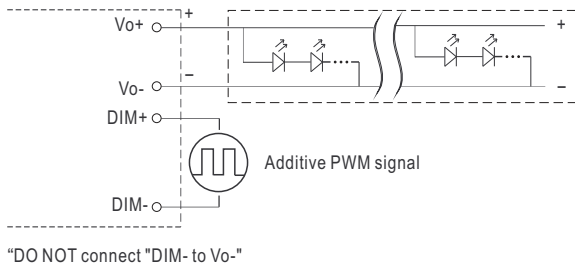 Vo+
+
+
Vo-
–
–
DIM+
Additive PWM signal
DIM-
“DO NOT connect "DIM- to Vo-"